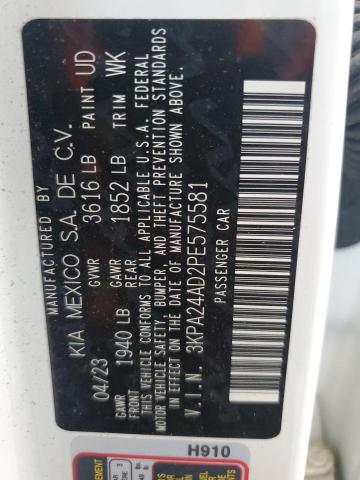 MANUFACTURED BY
KIA MEXICO S.A. DE C.V.
04/23 GVWR 3616 LB PAINT UD
GAWR FRONT 1940 LB GAWR REAR 1852 LB TRIM WK
THIS VEHICLE CONFORMS TO ALL APPLICABLE U.S.A. FEDERAL
MOTOR VEHICLE SAFETY, BUMPER, AND THEFT PREVENTION STANDARDS
IN EFFECT ON THE DATE OF MANUFACTURE SHOWN ABOVE.
V.I.N. 3KPA24AD2PE575581
PASSENGER CAR
H910